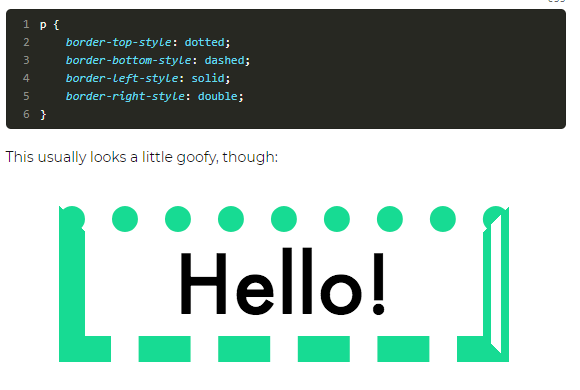 1 p {
2 border-top-style: dotted;
3 border-bottom-style: dashed;
4 border-left-style: solid;
5 border-right-style: double;
6 }
This usually looks a little goofy, though:
Hello!